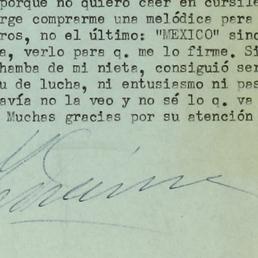 porque no quiero caer en cursile
rge comprarme una melódica para
ros, no el último: "MEXICO" sino
a, verlo para q. me lo firme. Si
hamba de mi nieta, consiguió ser
u de lucha, ni entusiasmo ni pas
avía no la veo y no sé lo q. va
Muchas gracias por su atención